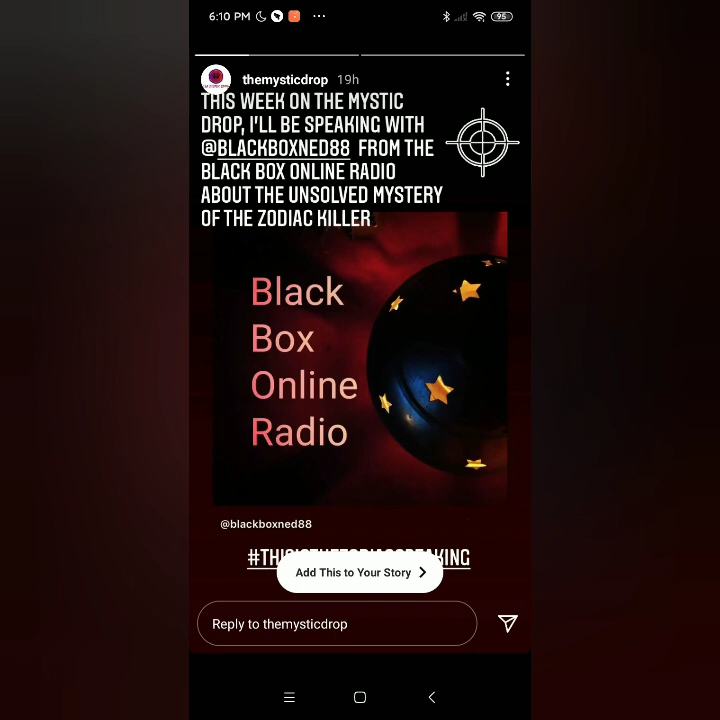 6:10 PM
95
themysticdrop 19h
THIS WEEK ON THE MYSTIC
DROP, I'LL BE SPEAKING WITH
@BLACKBOXNED88 FROM THE
BLACK BOX ONLINE RADIO
ABOUT THE UNSOLVED MYSTERY
OF THE ZODIAC KILLER
Black
Box
Online
Radio
@blackboxned88
Add This to Your Story
Reply to themysticdrop